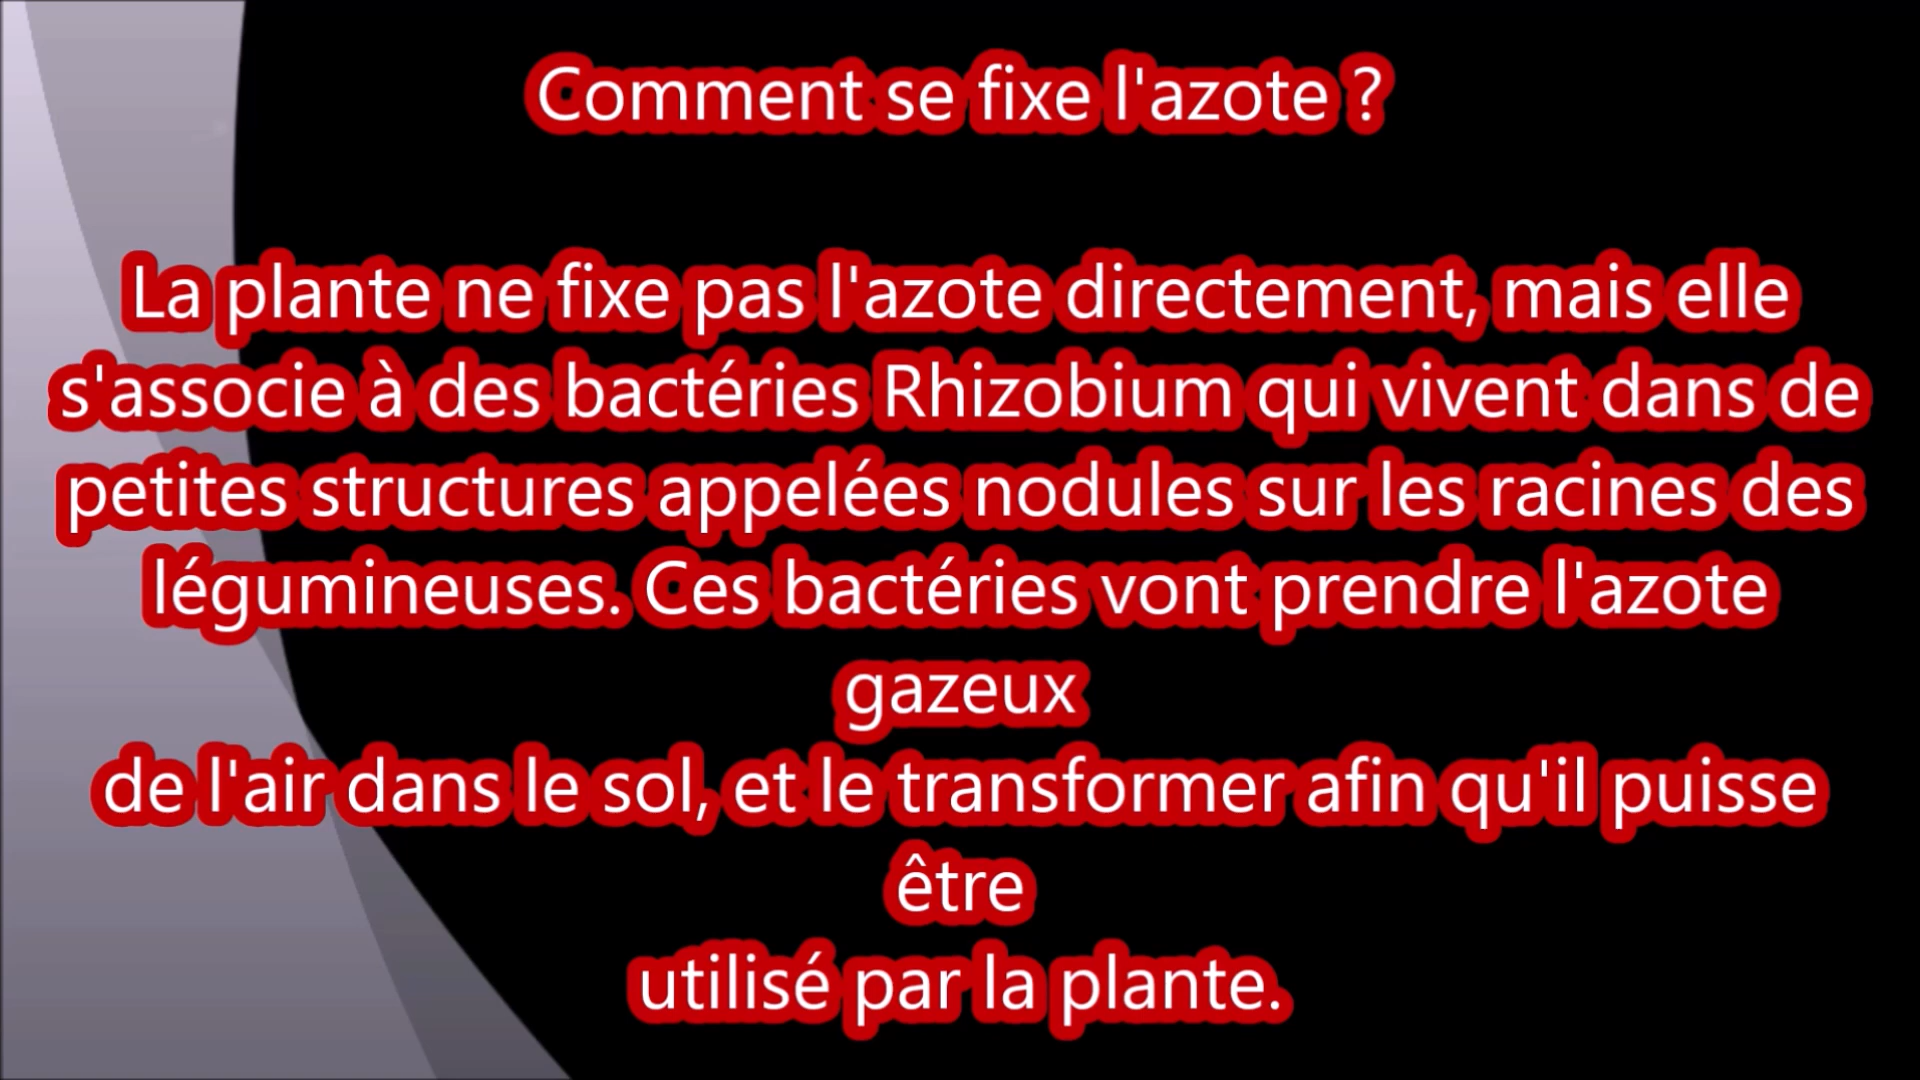 Comment se fixe l'azote ?
La plante ne fixe pas l'azote directement, mais elle
s'associe à des bactéries Rhizobium qui vivent dans de
petites structures appelées nodules sur les racines des
légumineuses. Ces bactéries vont prendre l'azote
gazeux
de l'air dans le sol, et le transformer afin qu'il puisse
être
utilisé par la plante.